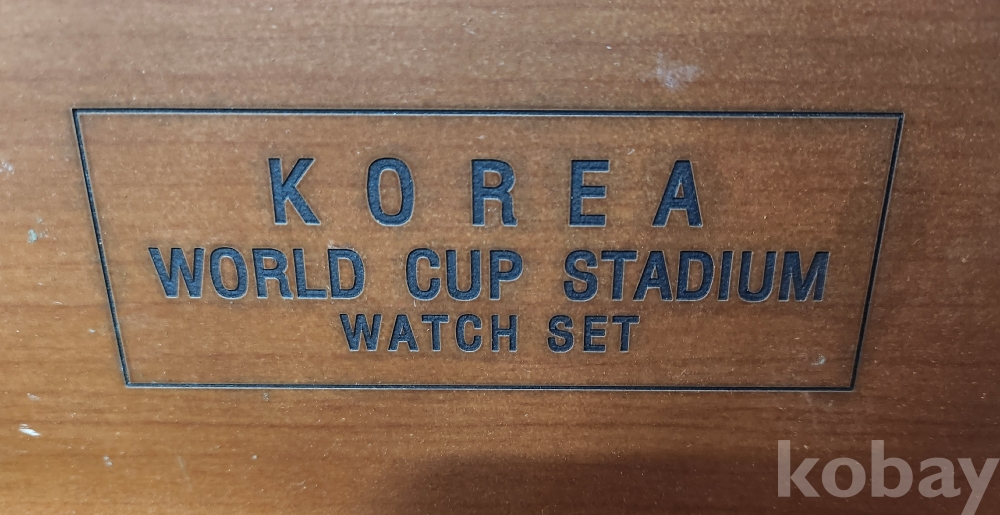 KOREA
WORLD CUP STADIUM
WATCH SET
kobay